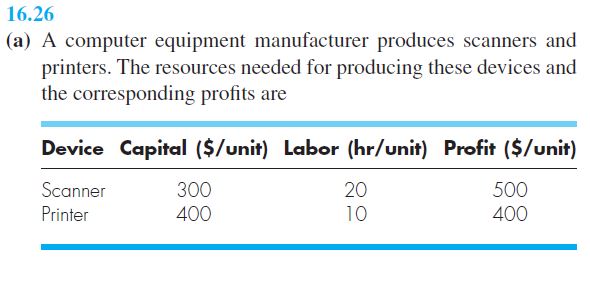 16.26
(a) A computer equipment manufacturer produces scanners and
printers. The resources needed for producing these devices and
the corresponding profits are
Device Capital ($/unit) Labor (hr/unit) Profit ($/unit)
Scanner 300 20 500
Printer 400 10 400